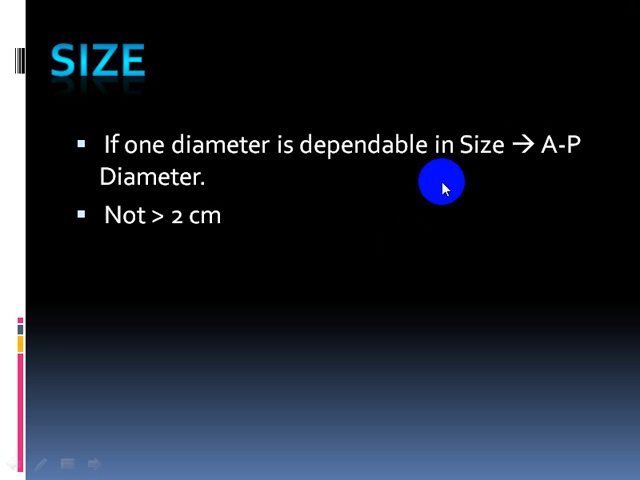 SIZE
If one diameter is dependable in Size → A-P
Diameter.
Not > 2 cm